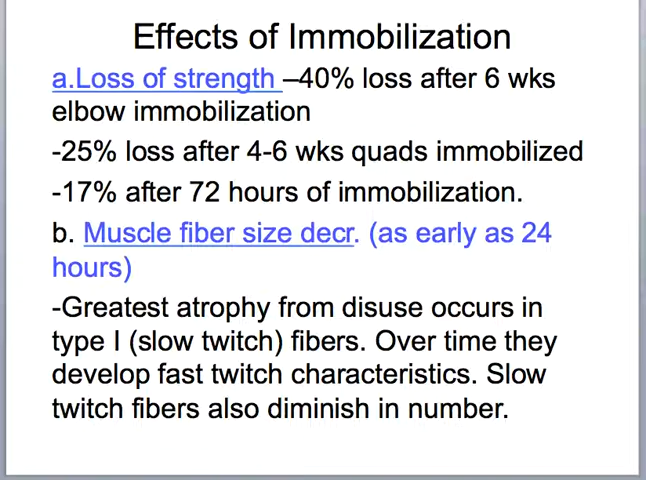 Effects of Immobilization
a.Loss of strength –40% loss after 6 wks
elbow immobilization
-25% loss after 4-6 wks quads immobilized
-17% after 72 hours of immobilization.
b. Muscle fiber size decr. (as early as 24
hours)
-Greatest atrophy from disuse occurs in
type I (slow twitch) fibers. Over time they
develop fast twitch characteristics. Slow
twitch fibers also diminish in number.